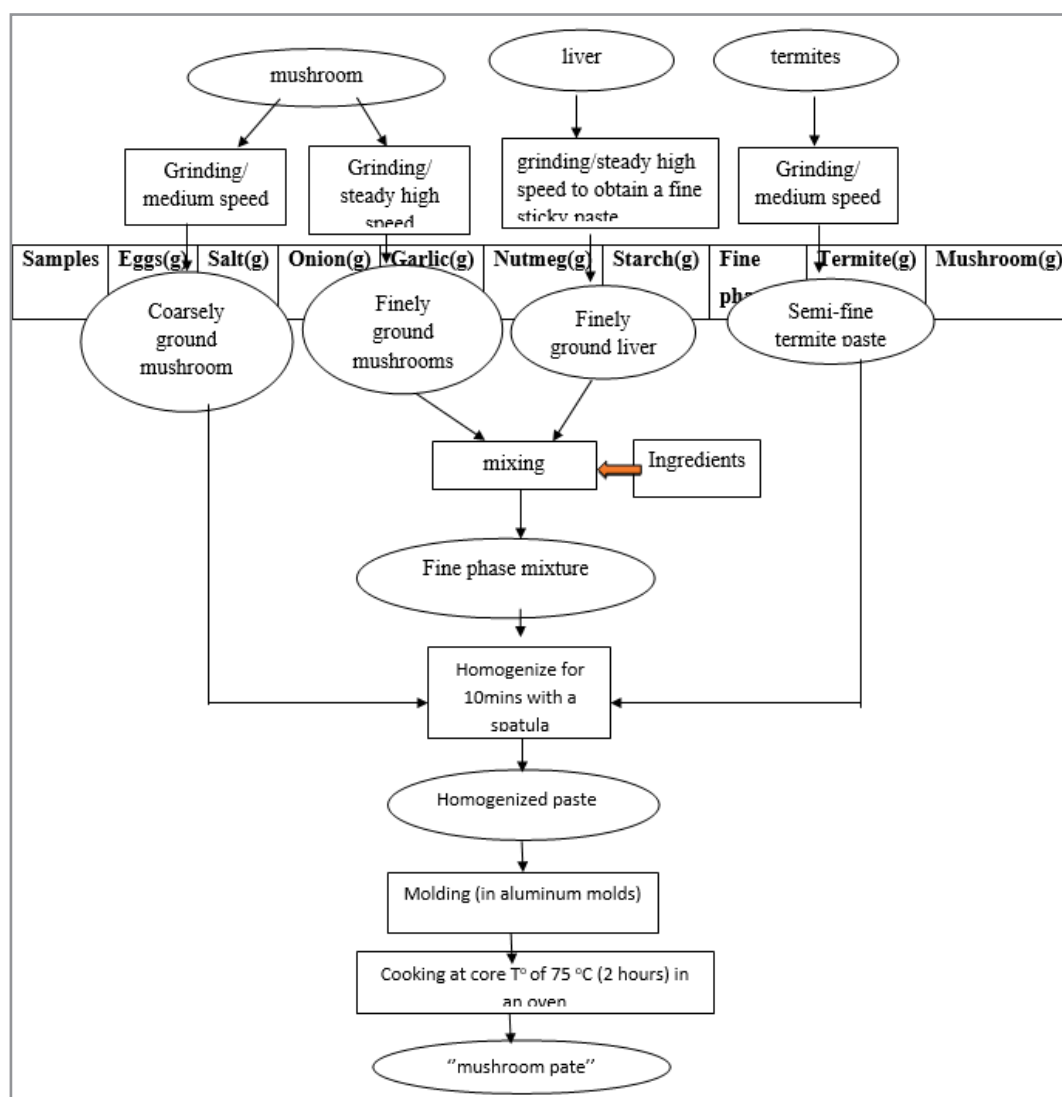 mushroom
liver
termites
Grinding/
medium speed
Grinding/
steady high
speed
grinding/steady high
speed to obtain a fine
sticky paste
Grinding/
medium speed
Samples Eggs(g) Salt(g) Onion(g) Garlic(g) Nutmeg(g) Starch(g) Fine Termite(g) Mushroom(g)
Coarsely
ground
mushroom
Finely
ground
mushrooms
Finely
ground liver
Semi-fine
termite paste
mixing
Ingredients
Fine phase mixture
Homogenize for
10mins with a
spatula
Homogenized paste
Molding (in aluminum molds)
Cooking at core T° of 75 °C (2 hours) in
an oven
“mushroom pate”